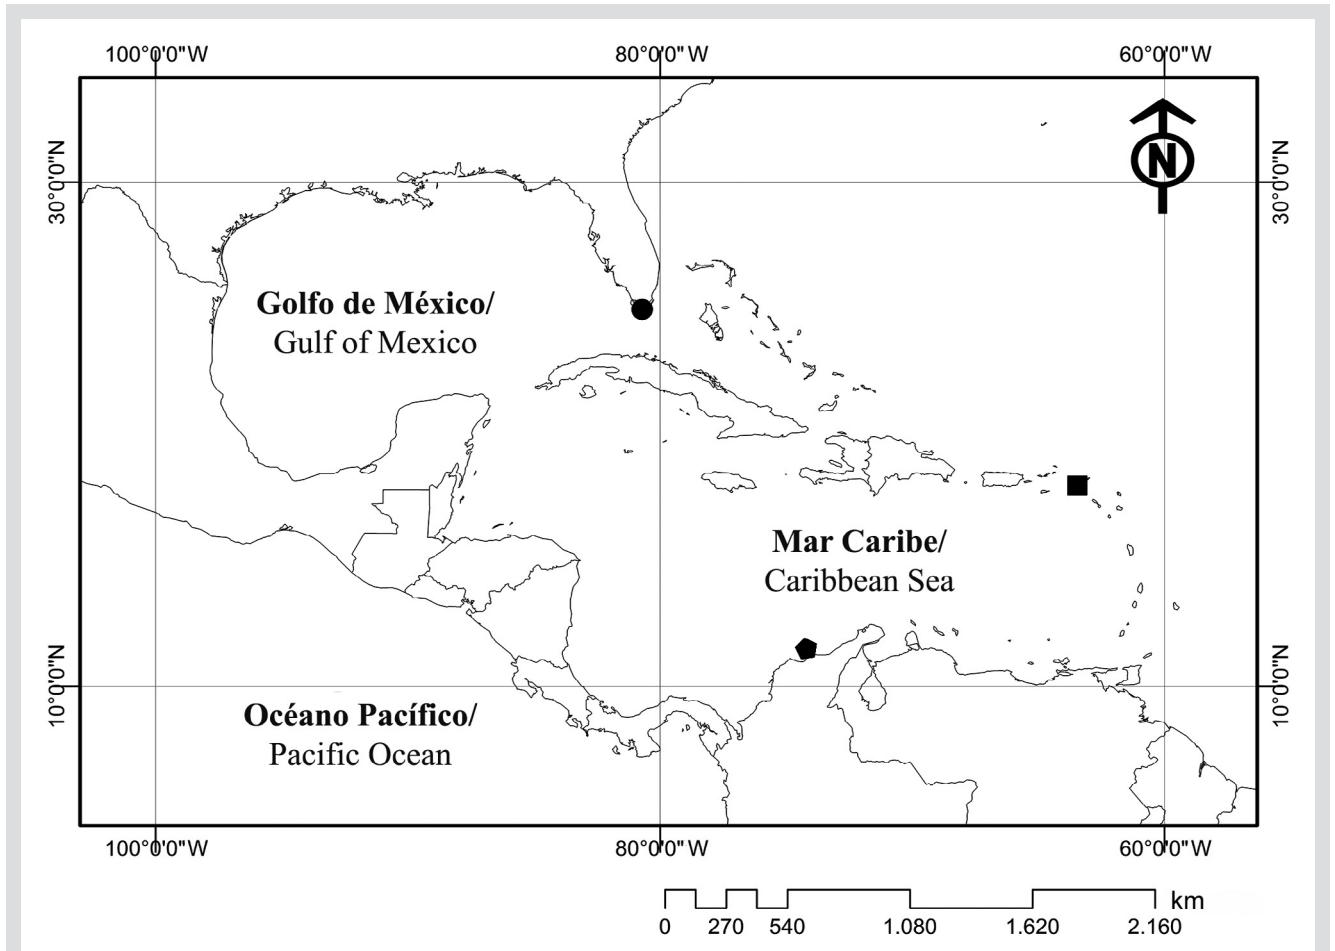 100°0'0"W
80°0'0"W
60°0'0"W
30°0'0"N
N
30°0'0"N
Golfo de México/
Gulf of Mexico
Mar Caribe/
Caribbean Sea
10°0'0"N
10°0'0"N
Océano Pacífico/
Pacific Ocean
100°0'0"W
80°0'0"W
60°0'0"W
km
0 270 540 1.080 1.620 2.160